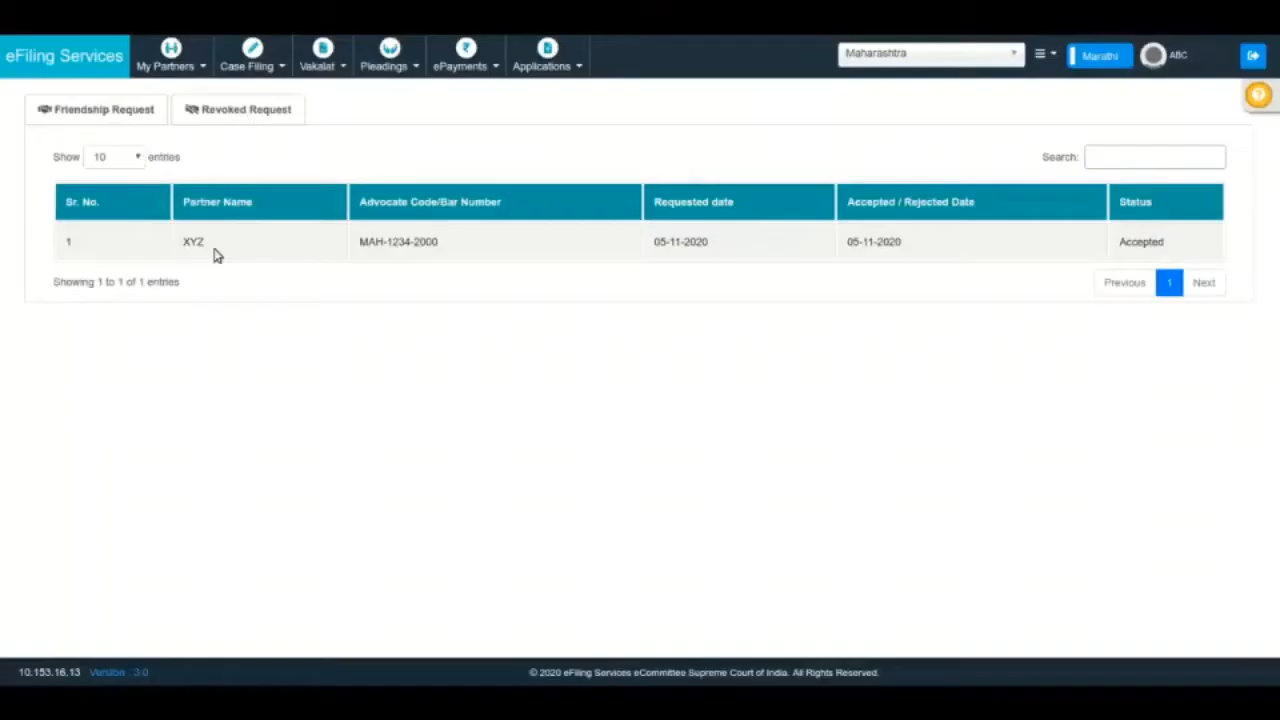 eFiling Services
My Partners Case Filing Vakalat Pleadings ePayments Applications
Maharashtra
Marathi
ABC
Friendship Request Revoked Request
Show 10 entries
Search:
Sr. No. Partner Name Advocate Code/Bar Number Requested date Accepted / Rejected Date Status
1 XYZ MAH-1234-2000 05-11-2020 05-11-2020 Accepted
Showing 1 to 1 of 1 entries
Previous 1 Next
10.153.16.13 Version : 3.0
© 2020 eFiling Services eCommittee Supreme Court of India. All Rights Reserved.